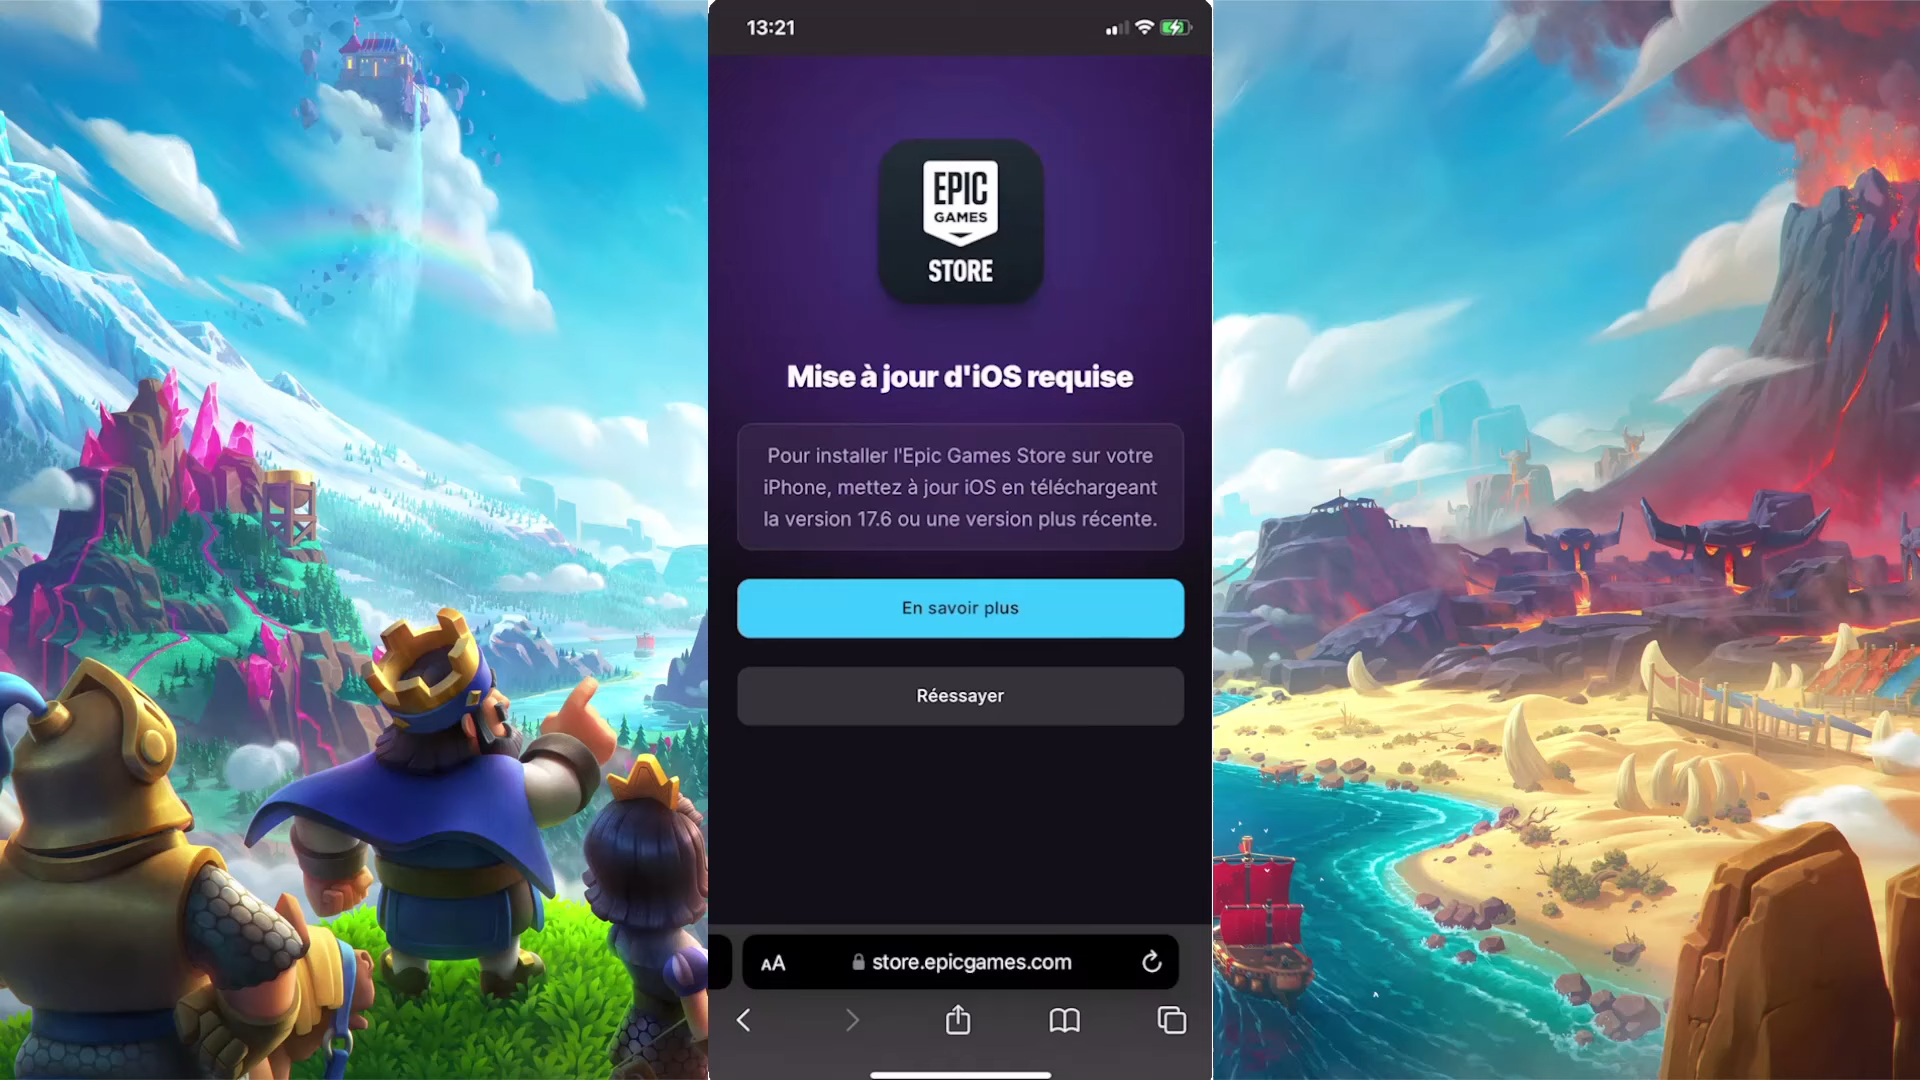 13:21
EPIC
GAMES
STORE
Mise à jour d'iOS requise
Pour installer l'Epic Games Store sur votre
iPhone, mettez à jour iOS en téléchargeant
la version 17.6 ou une version plus récente.
En savoir plus
Réessayer
AA store.epicgames.com